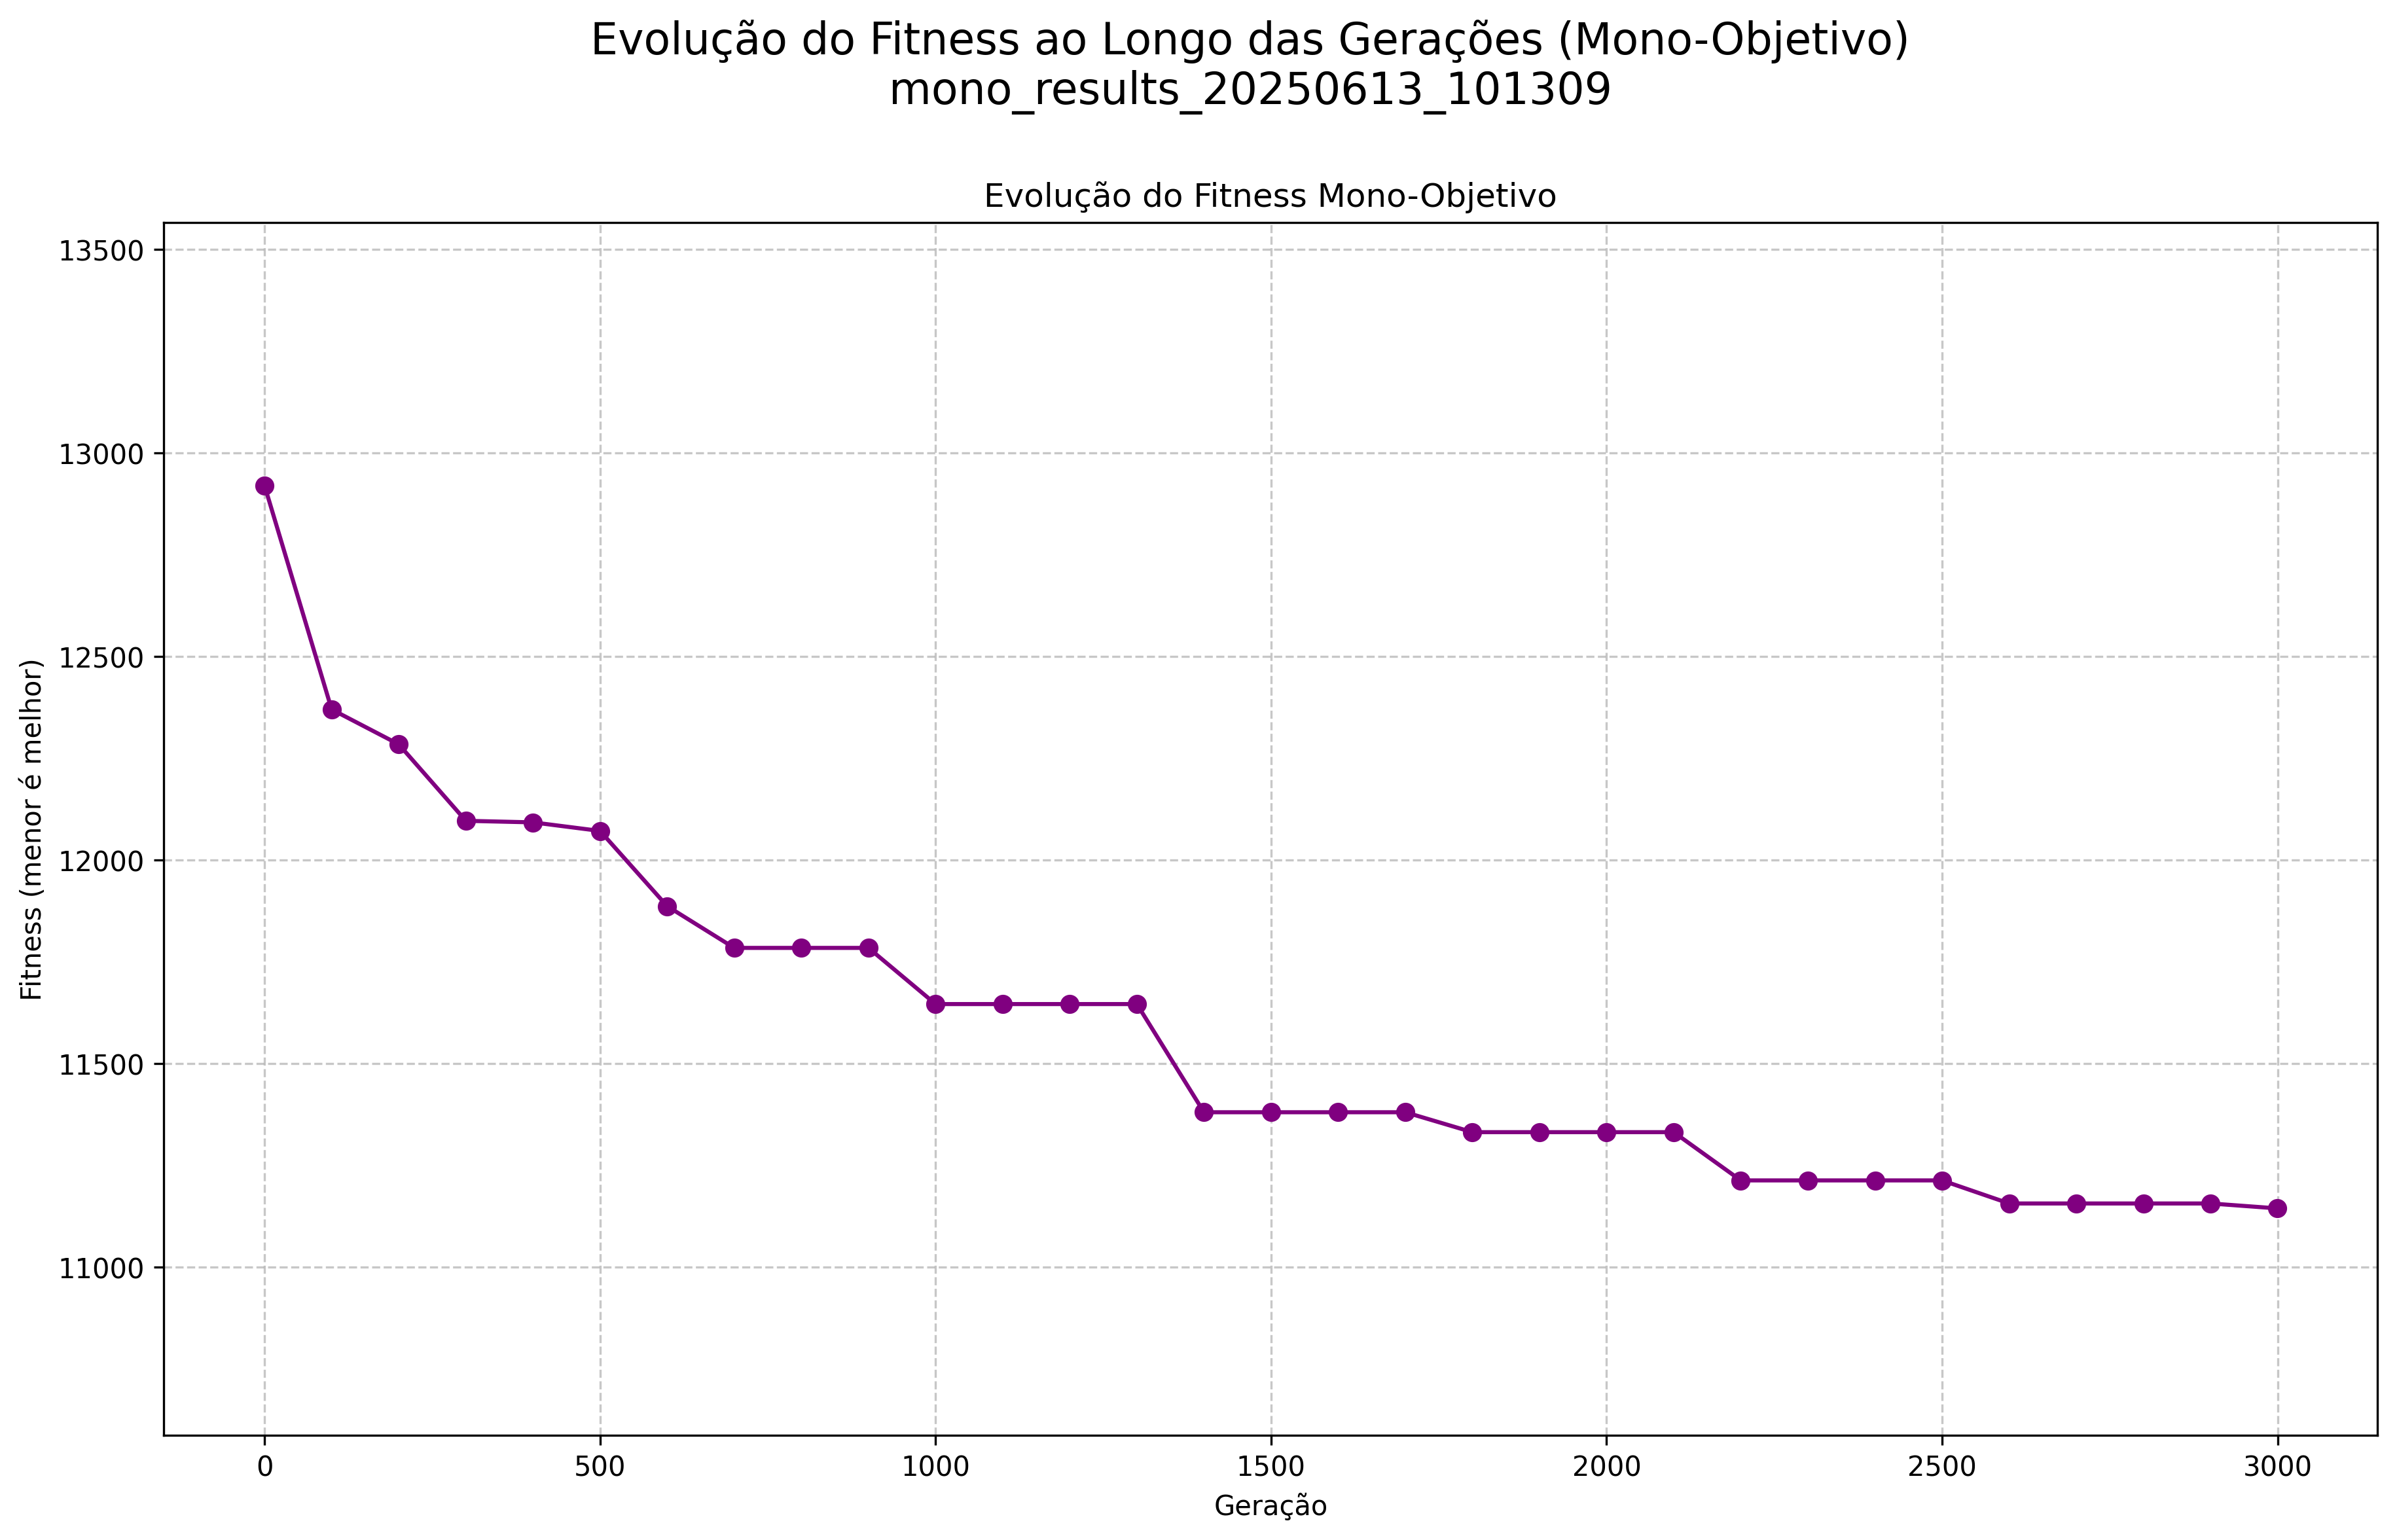 Evolução do Fitness ao Longo das Gerações (Mono-Objetivo)
mono_results_20250613_101309
Evolução do Fitness Mono-Objetivo
13500
13000
12500
12000
11500
11000
Fitness (menor é melhor)
0 500 1000 1500 2000 2500 3000
Geração